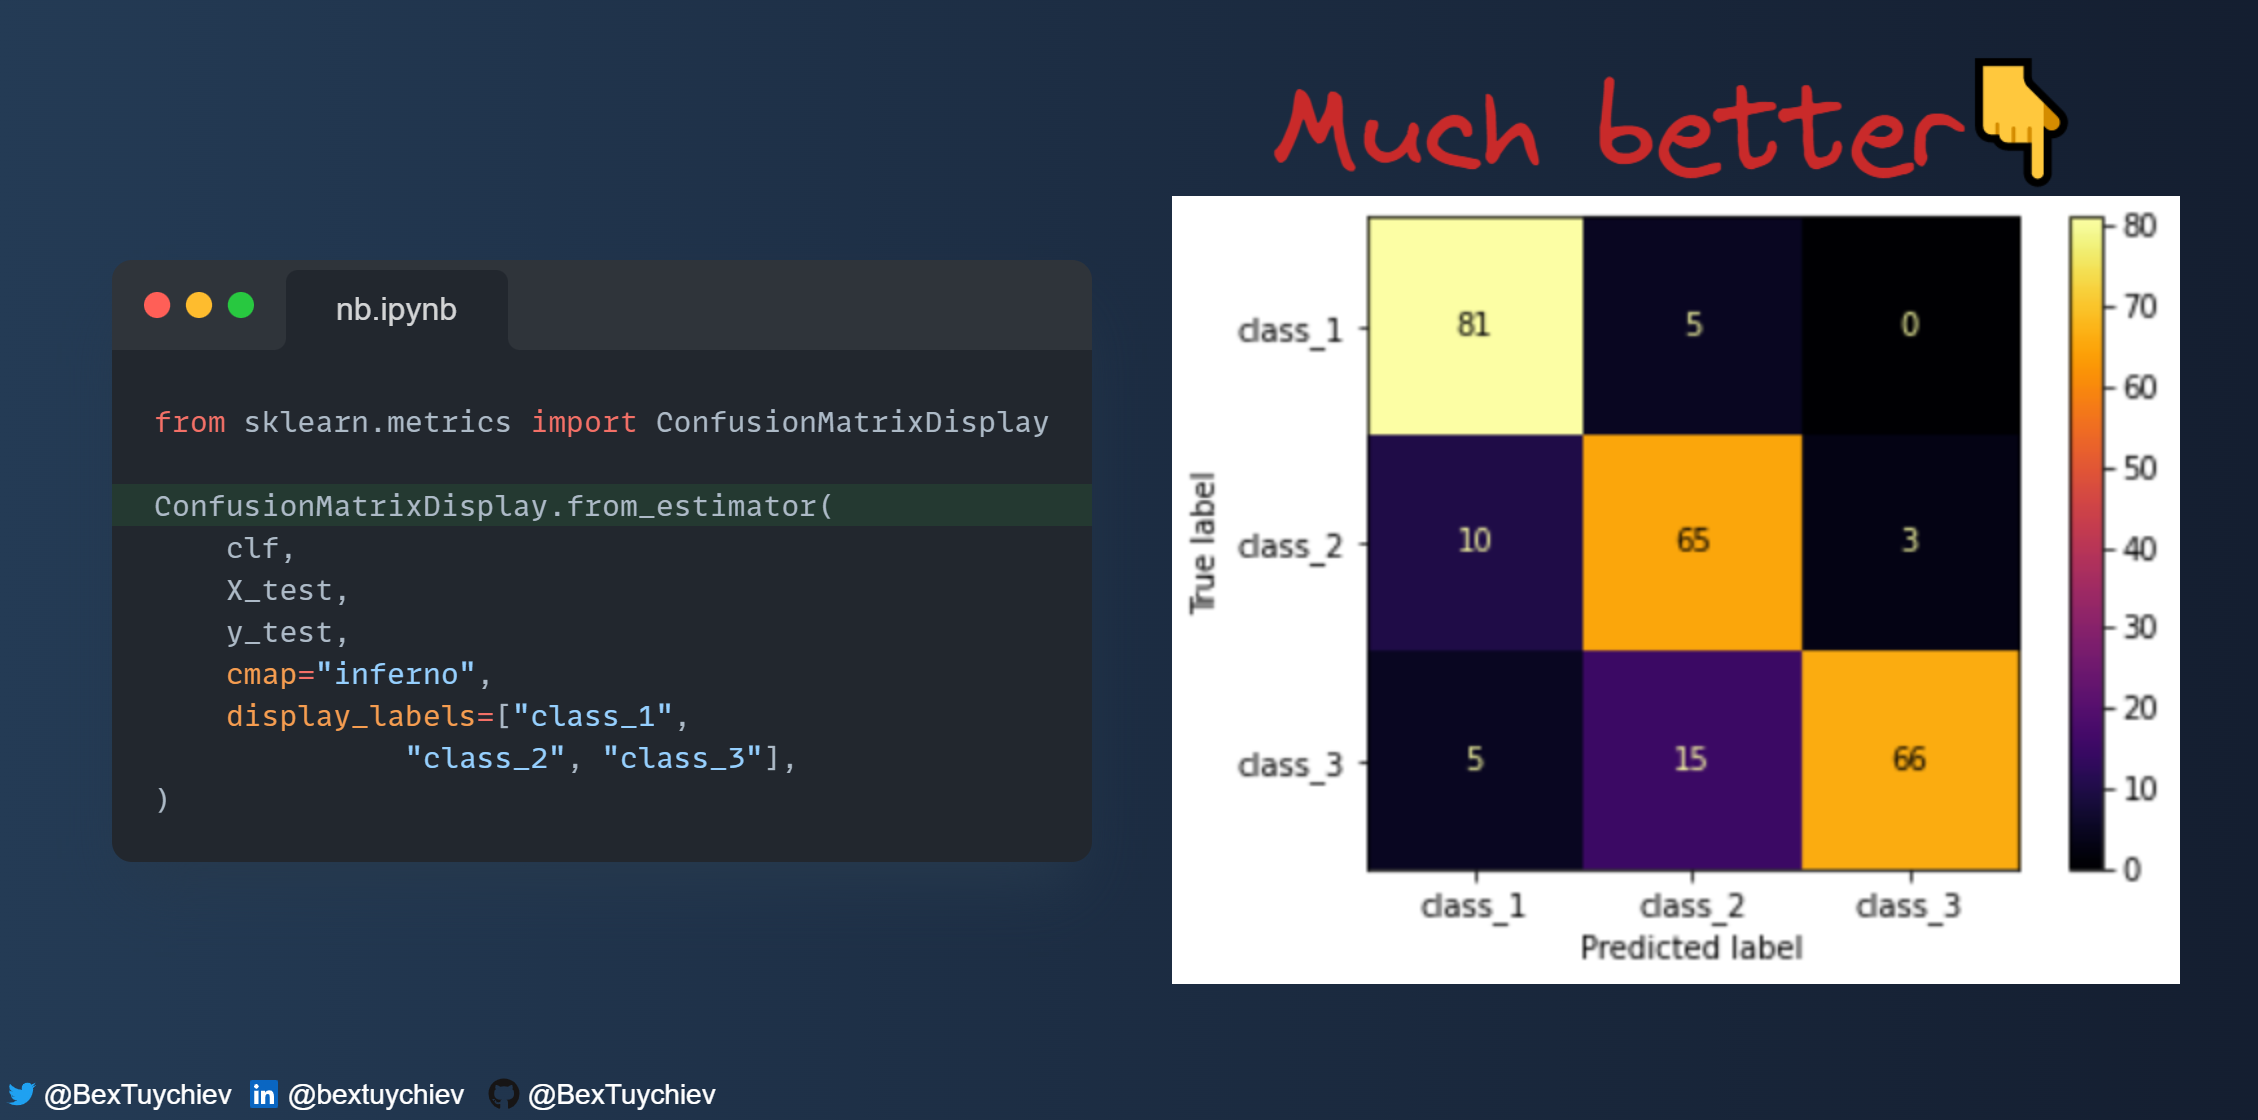 Much better
nb.ipynb
from sklearn.metrics import ConfusionMatrixDisplay
ConfusionMatrixDisplay.from_estimator(
    clf,
    X_test,
    y_test,
    cmap="inferno",
    display_labels=["class_1",
              "class_2", "class_3"],
)
True label
class_1 81 5 0
class_2 10 65 3
class_3 5 15 66
class_1 class_2 class_3
Predicted label
80
70
60
50
40
30
20
10
0
@BexTuychiev in @bextuychiev @BexTuychiev